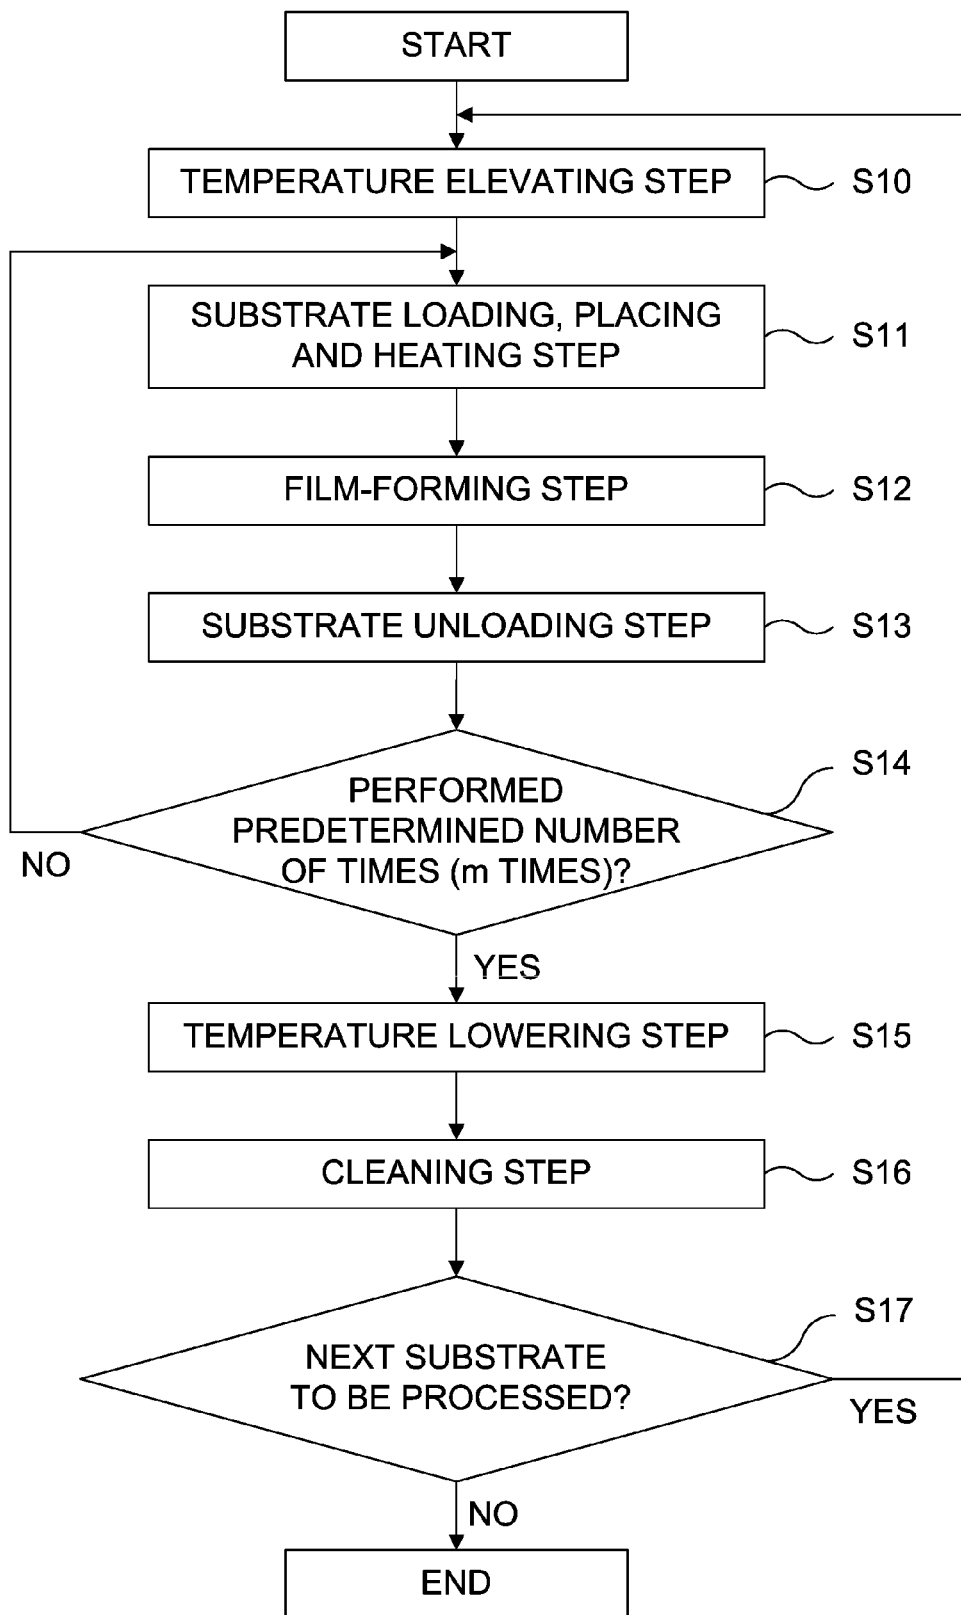 START
TEMPERATURE ELEVATING STEP
S10
SUBSTRATE LOADING, PLACING
AND HEATING STEP
S11
FILM-FORMING STEP
S12
SUBSTRATE UNLOADING STEP
S13
PERFORMED
PREDETERMINED NUMBER
OF TIMES (m TIMES)?
S14
NO
YES
TEMPERATURE LOWERING STEP
S15
CLEANING STEP
S16
NEXT SUBSTRATE
TO BE PROCESSED?
S17
YES
NO
END